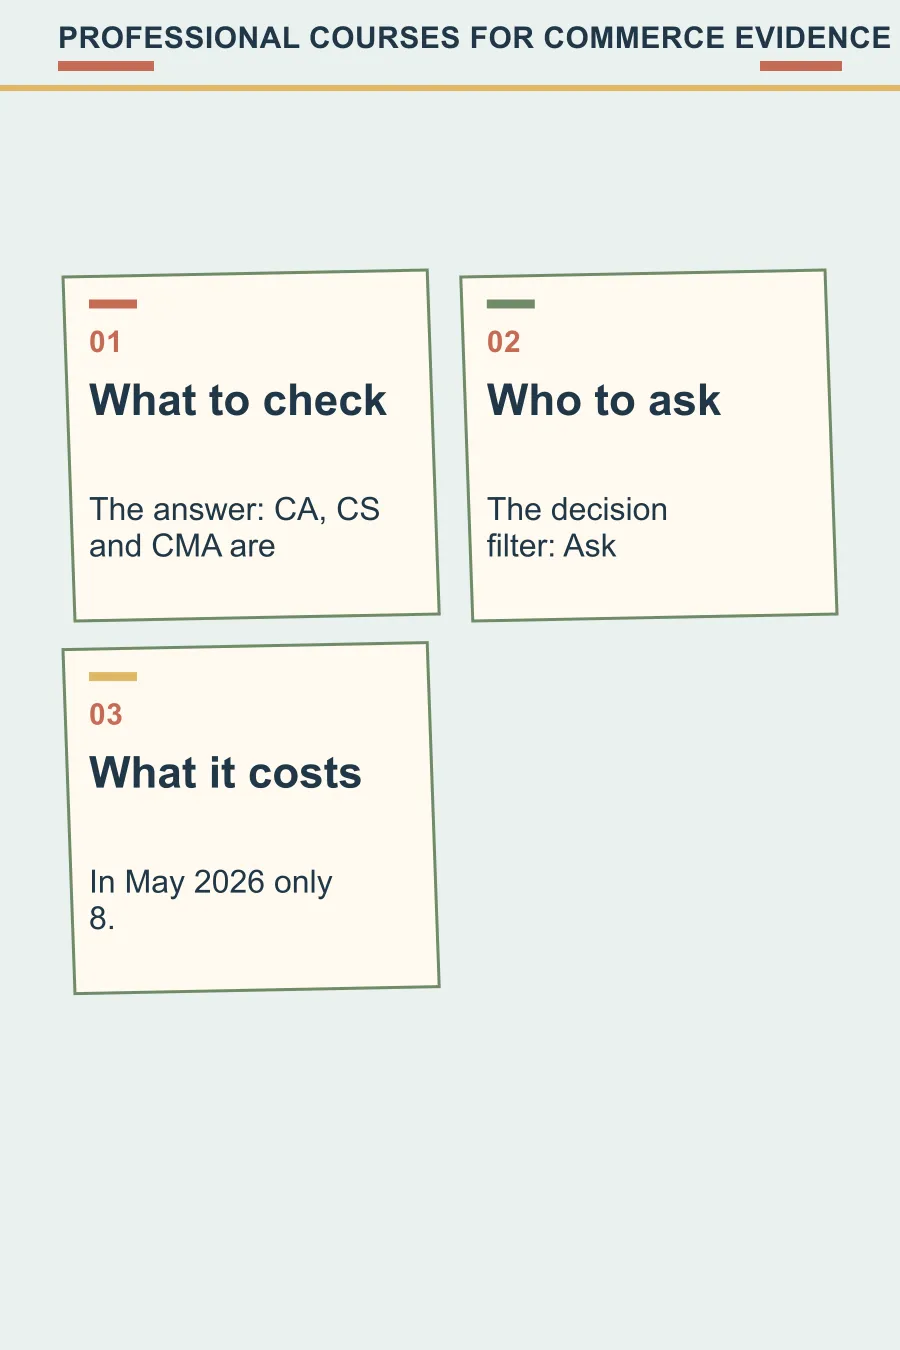 PROFESSIONAL COURSES FOR COMMERCE EVIDENCE
01
What to check
The answer: CA, CS
and CMA are
02
Who to ask
The decision
filter: Ask
03
What it costs
In May 2026 only
8.